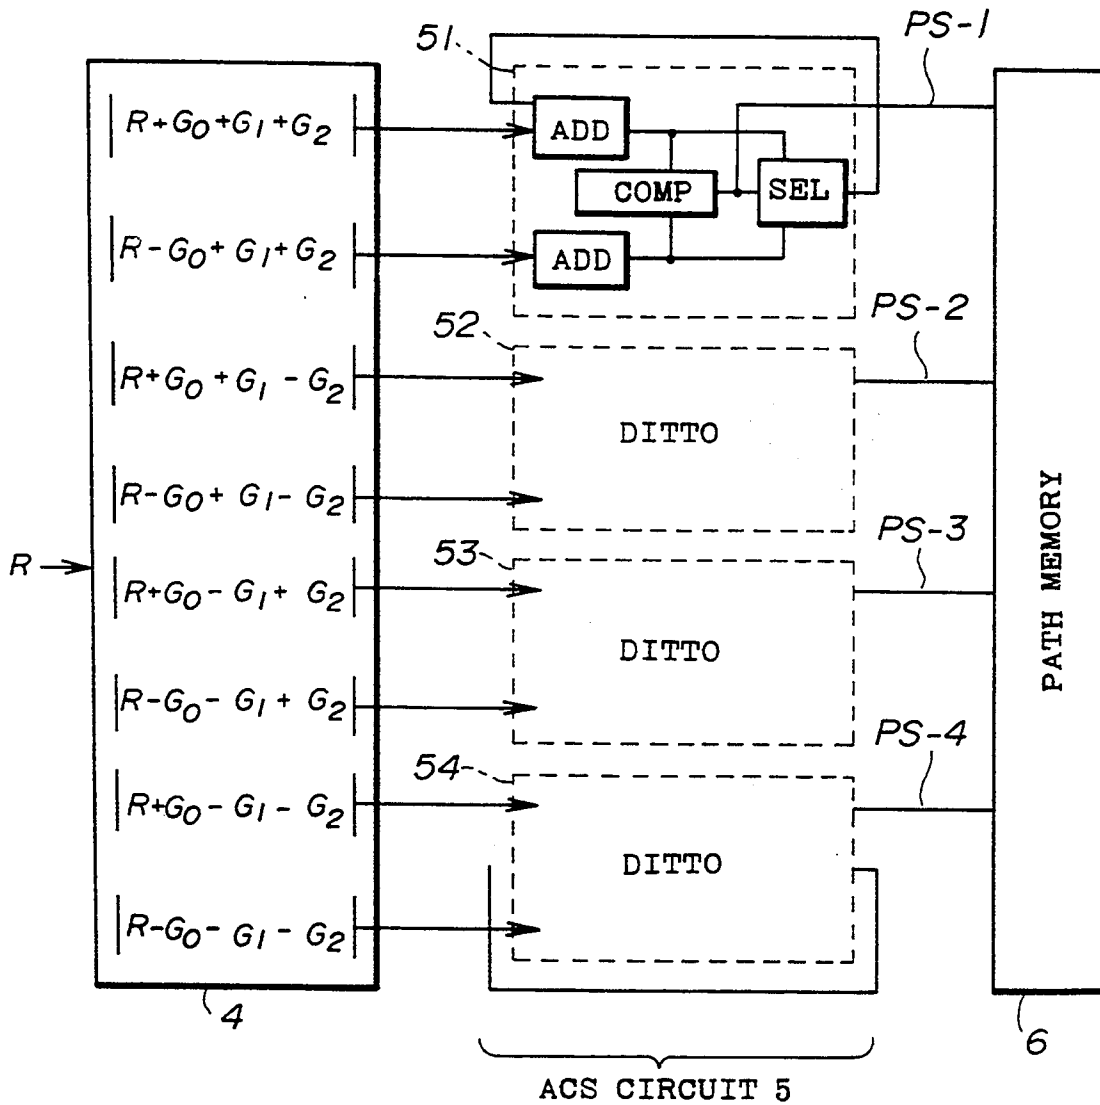 51
PS-1
|R+G0+G1+G2|
ADD
COMP
SEL
|R-G0+G1+G2|
ADD
52
PS-2
|R+G0+G1-G2|
DITTO
|R-G0+G1-G2|
53
PS-3
R
|R+G0-G1+G2|
DITTO
PATH MEMORY
|R-G0-G1+G2|
54
PS-4
|R+G0-G1-G2|
DITTO
|R-G0-G1-G2|
4
6
ACS CIRCUIT 5